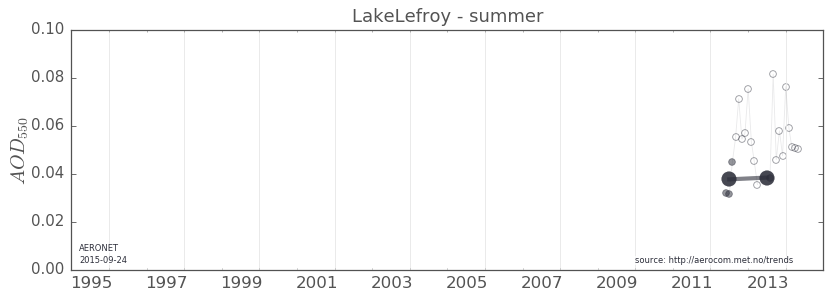 LakeLefroy - summer
0.10
0.08
0.06
0.04
0.02
0.00
AOD550
AERONET
2015-09-24
source: http://aerocom.met.no/trends
1995 1997 1999 2001 2003 2005 2007 2009 2011 2013